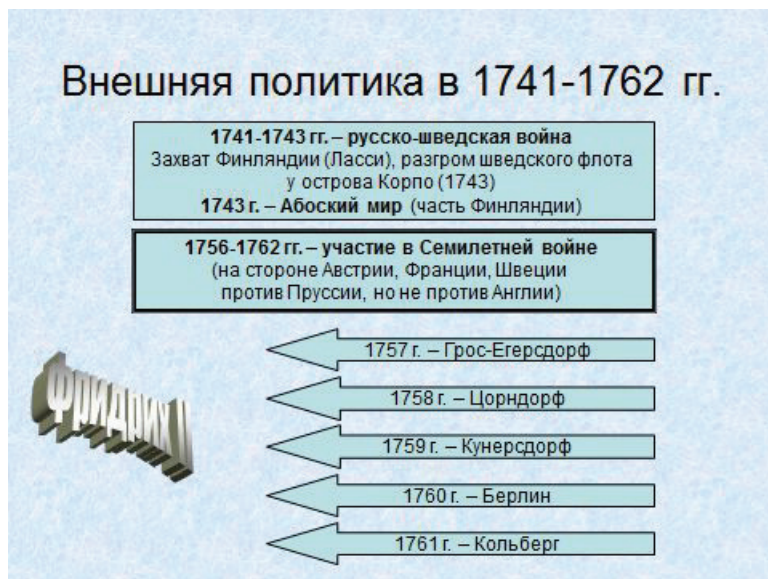 Внешняя политика в 1741-1762 гг.
1741-1743 гг. – русско-шведская война
Захват Финляндии (Ласси), разгром шведского флота
у острова Корпо (1743)
1743 г. – Абоский мир (часть Финляндии)
1756-1762 гг. – участие в Семилетней войне
(на стороне Австрии, Франции, Швеции
против Пруссии, но не против Англии)
Фридрих II
1757 г. – Грос-Егерсдорф
1758 г. – Цорндорф
1759 г. – Кунерсдорф
1760 г. – Берлин
1761 г. – Кольберг